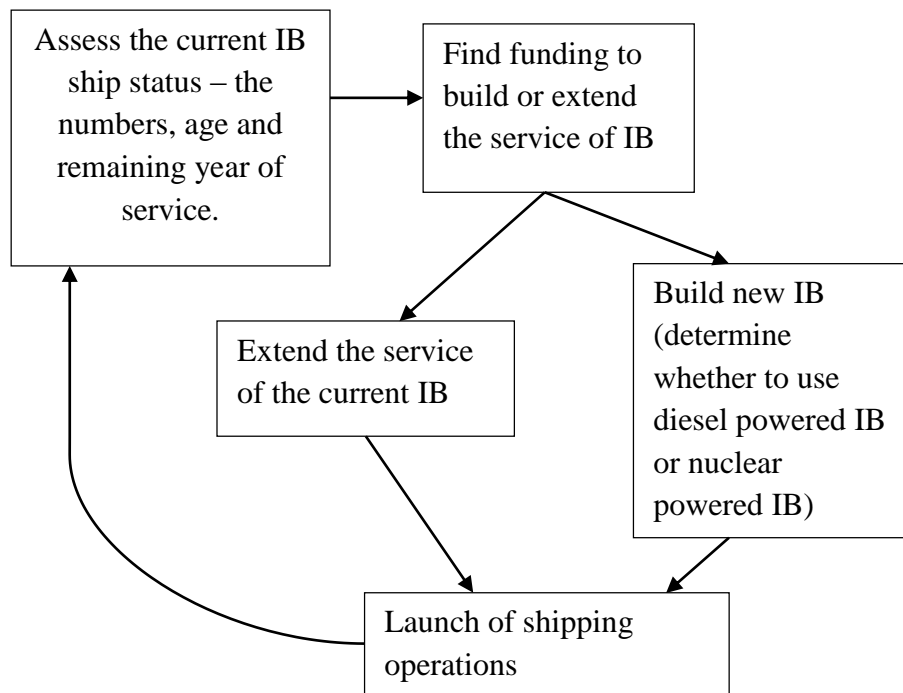 Assess the current IB
ship status – the
numbers, age and
remaining year of
service.
Find funding to
build or extend
the service of IB
Extend the service
of the current IB
Build new IB
(determine
whether to use
diesel powered IB
or nuclear
powered IB)
Launch of shipping
operations